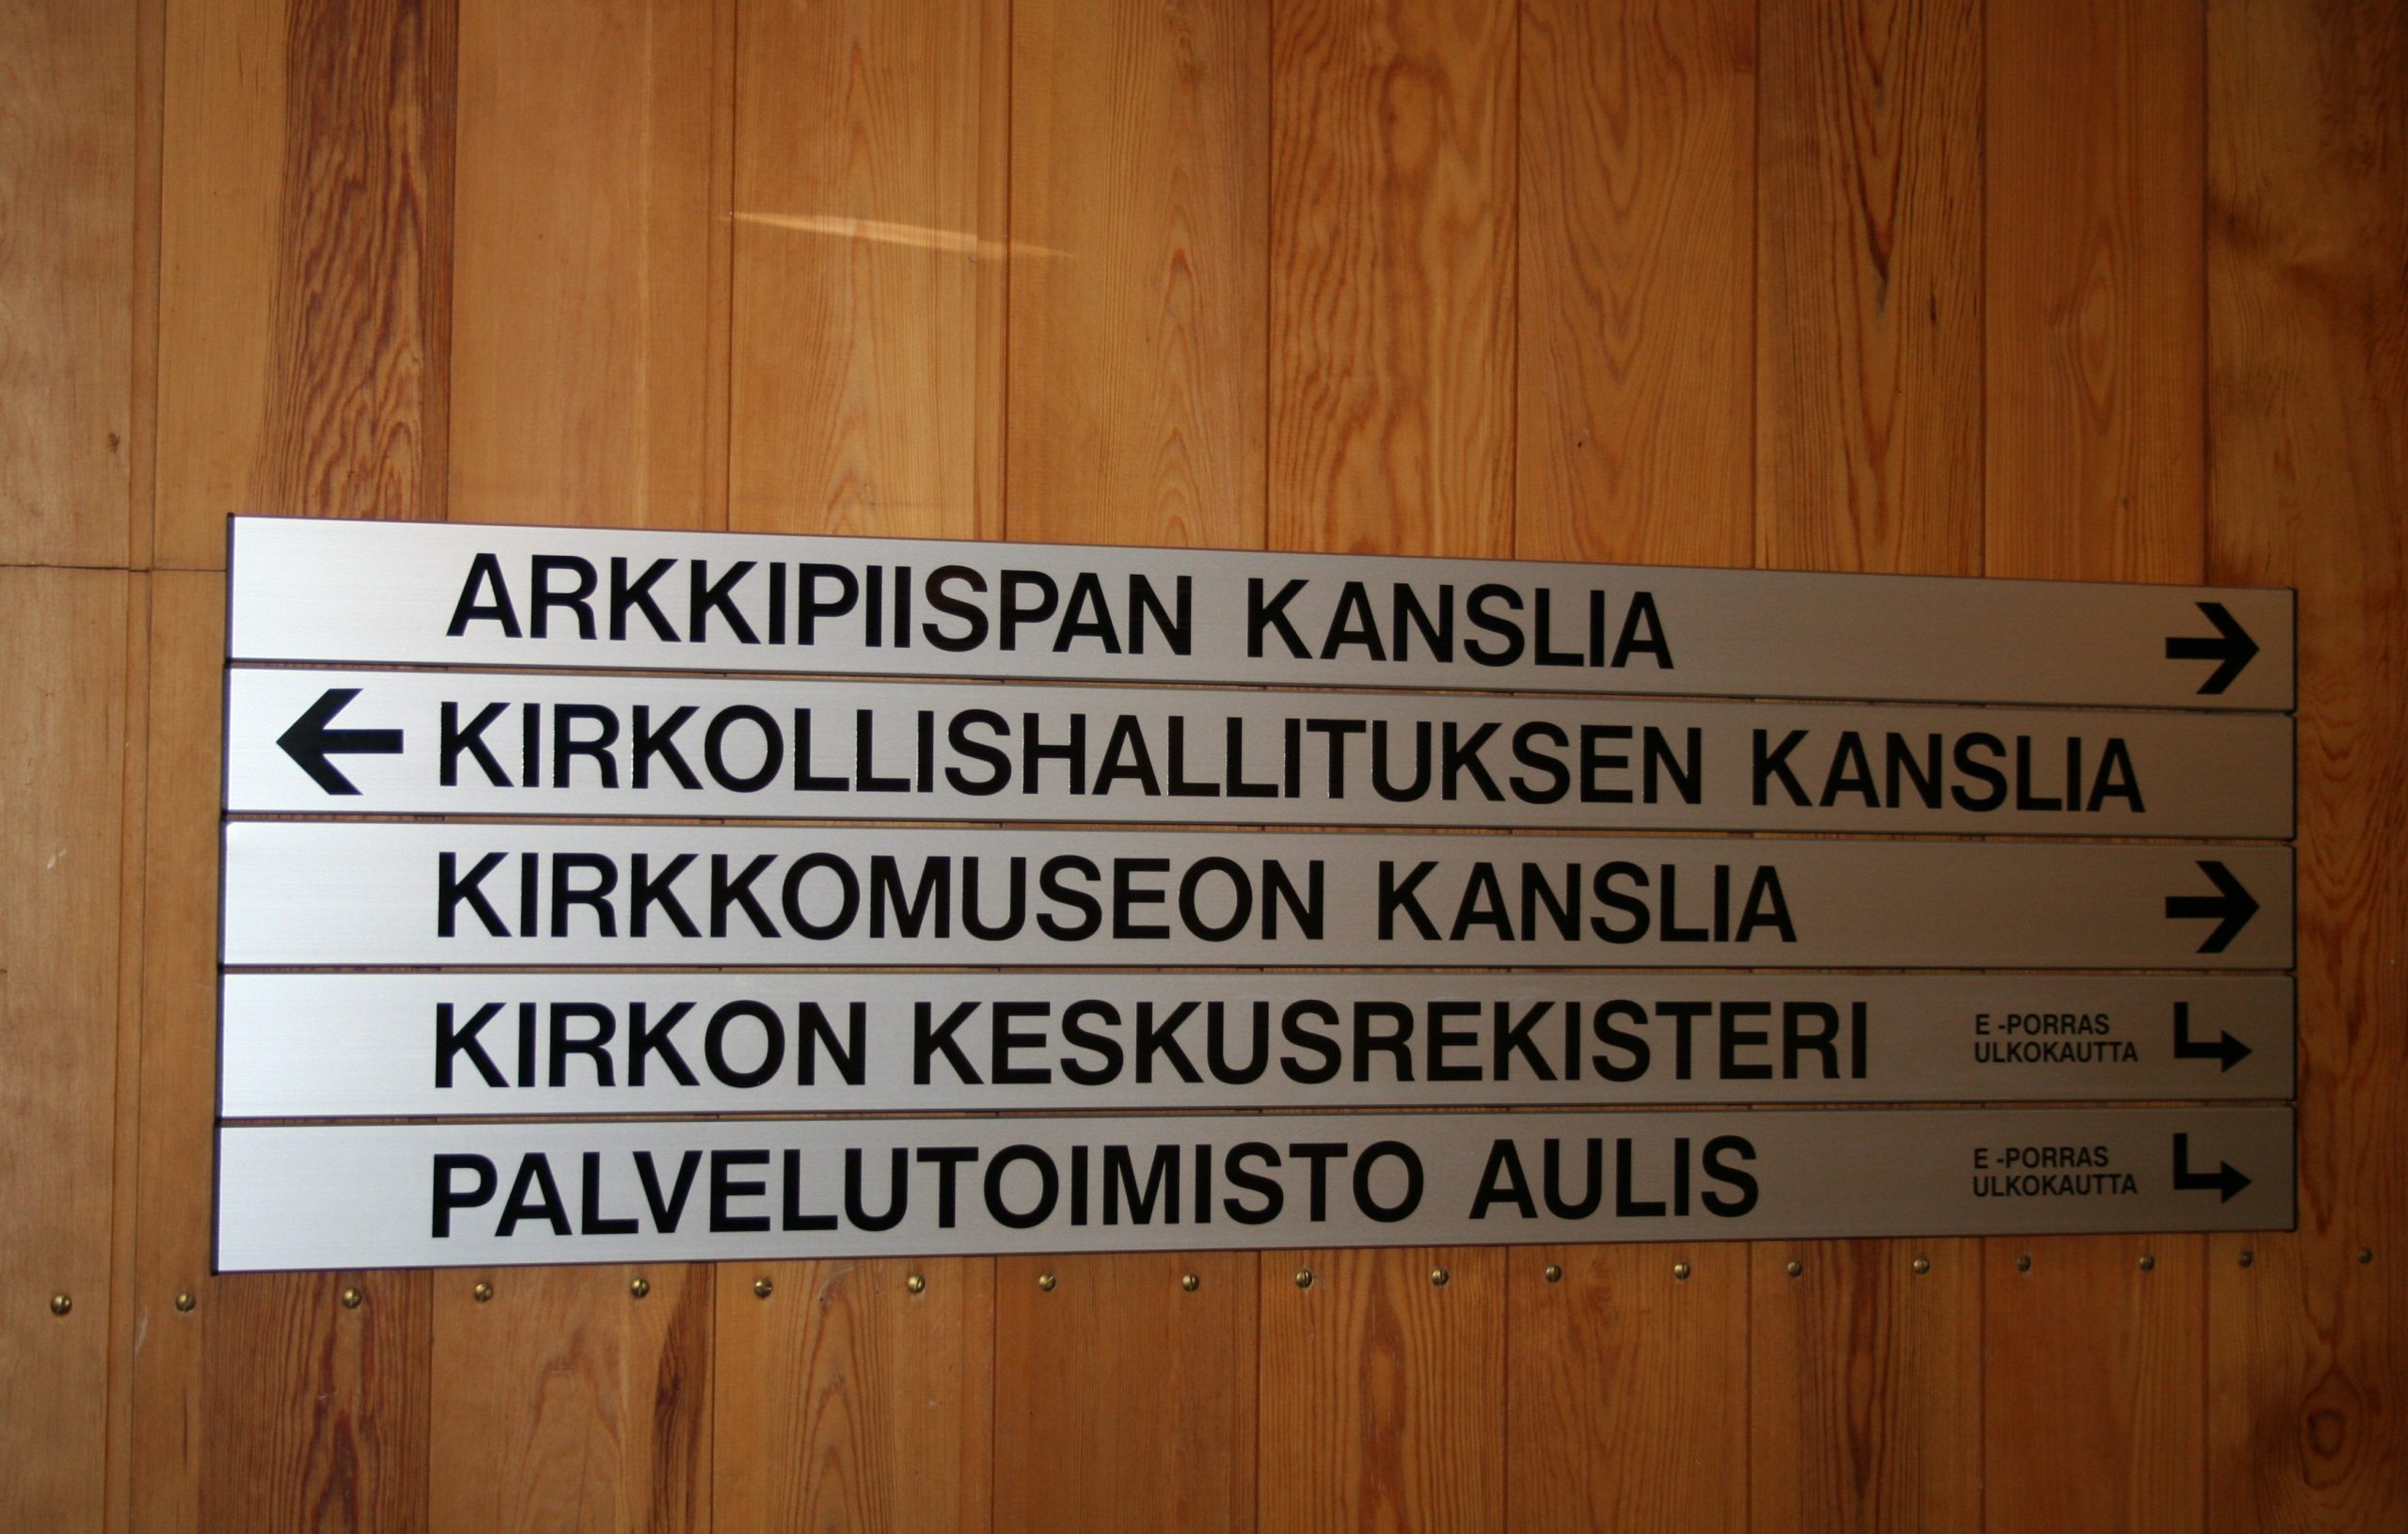 ARKKIPIISPAN KANSLIA
KIRKOLLISHALLITUKSEN KANSLIA
KIRKKOMUSEON KANSLIA
KIRKON KESKUSREKISTERI
E -PORRAS
ULKOKAUTTA
PALVELUTOIMISTO AULIS
E -PORRAS
ULKOKAUTTA